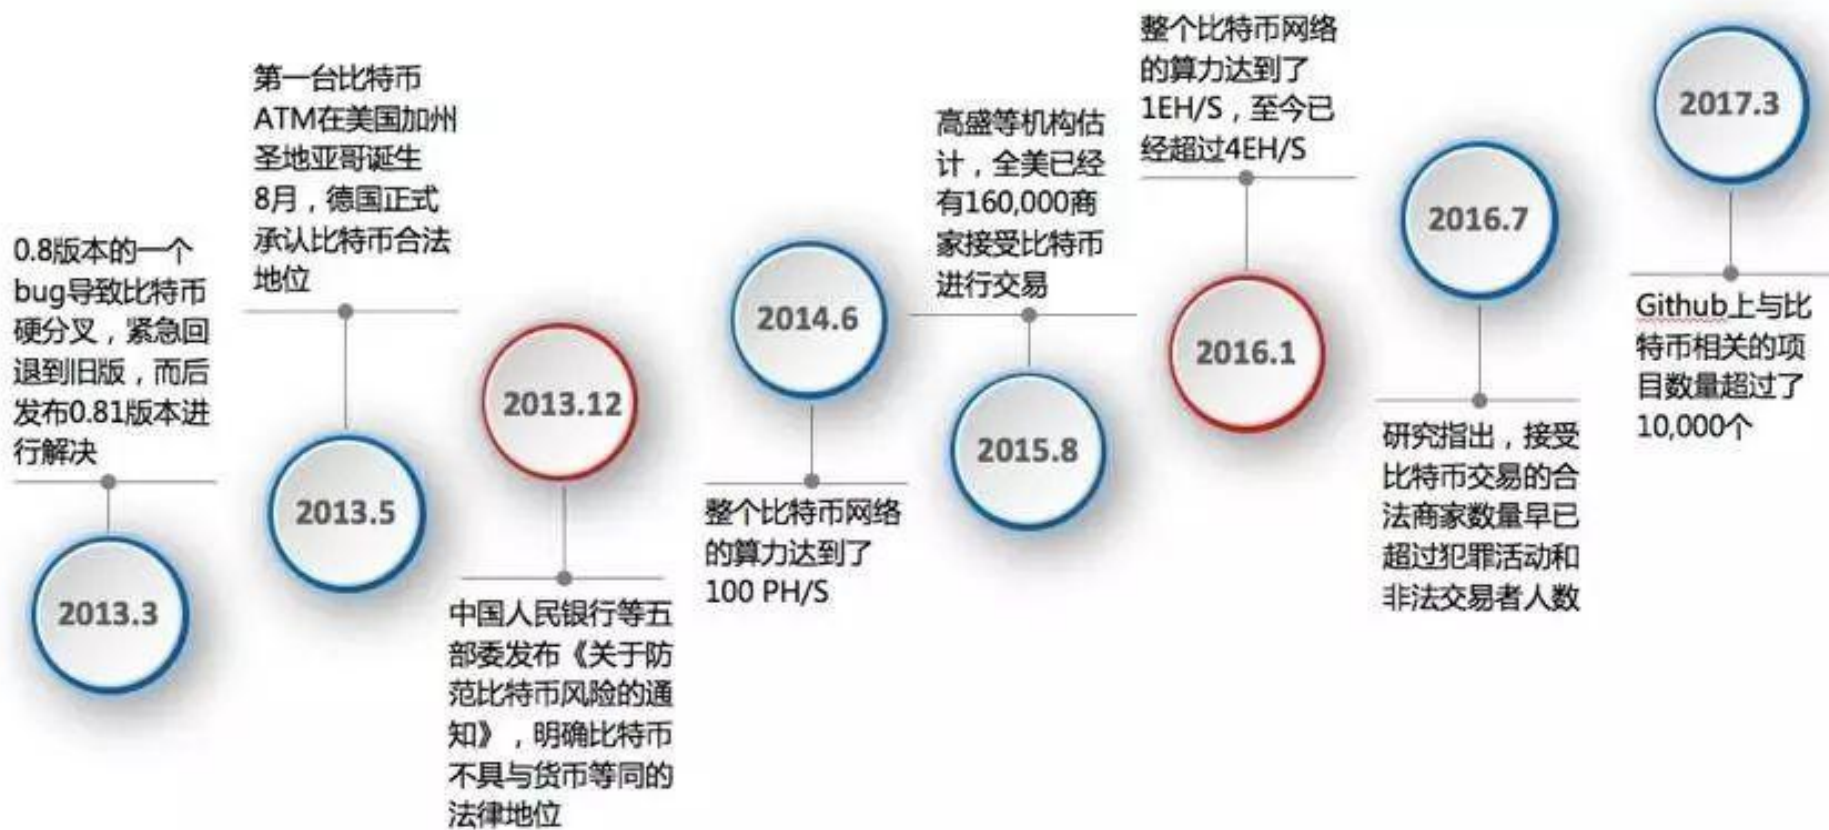 0.8版本的一个
bug导致比特币
硬分叉，紧急回
退到旧版，而后
发布0.81版本进
行解决
2013.3
第一台比特币
ATM在美国加州
圣地亚哥诞生
8月，德国正式
承认比特币合法
地位
2013.5
2013.12
中国人民银行等五
部委发布《关于防
范比特币风险的通
知》，明确比特币
不具与货币等同的
法律地位
2014.6
整个比特币网络
的算力达到了
100 PH/S
高盛等机构估
计，全美已经
有160,000商
家接受比特币
进行交易
2015.8
整个比特币网络
的算力达到了
1EH/S，至今已
经超过4EH/S
2016.1
2016.7
研究指出，接受
比特币交易的合
法商家数量早已
超过犯罪活动和
非法交易者人数
2017.3
Github上与比
特币相关的项
目数量超过了
10,000个